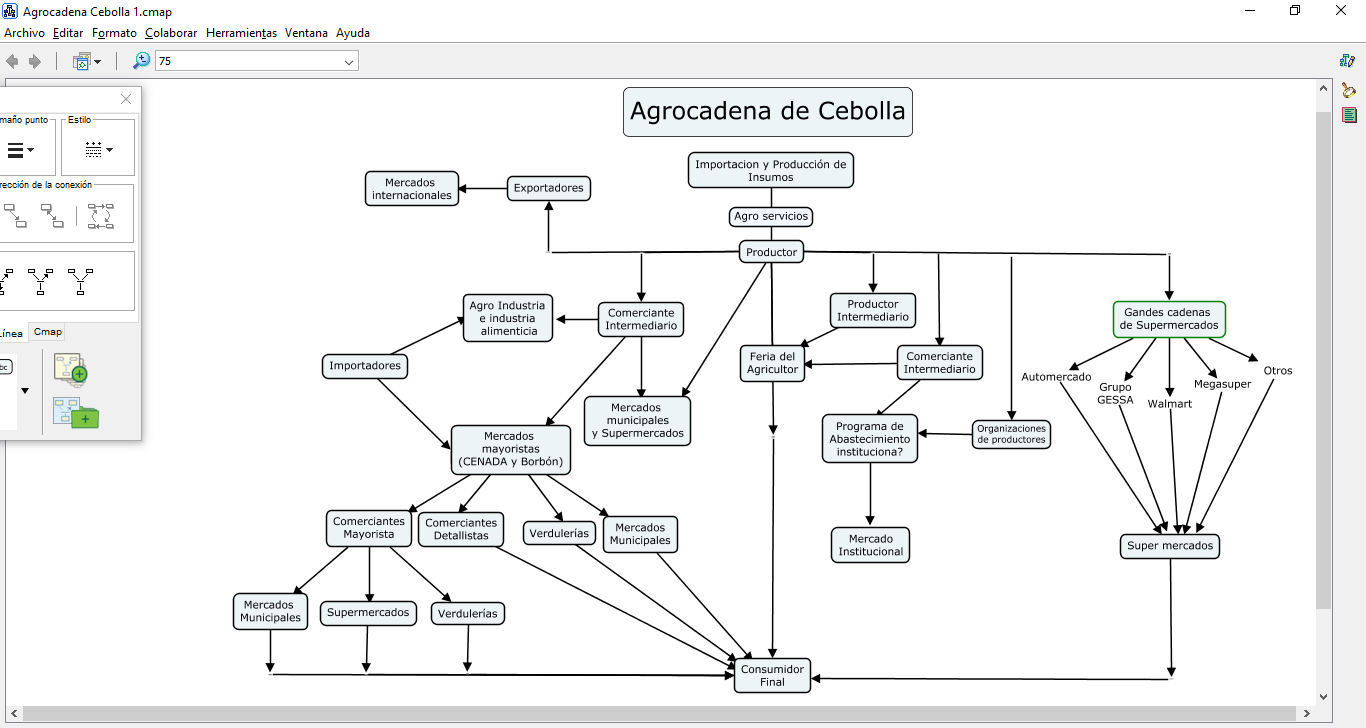 Agrocadena Cebolla 1.cmap
Archivo Editar Formato Colaborar Herramientas Ventana Ayuda
75
maño punto
Estilo
rección de la conexión
Línea
Cmap
Agrocadena de Cebolla
Importacion y Producción de
Insumos
Mercados
internacionales
Exportadores
Agro servicios
Productor
Agro Industria
e industria
alimenticia
Comerciante
Intermediario
Productor
Intermediario
Gandes cadenas
de Supermercados
Importadores
Feria del
Agricultor
Comerciante
Intermediario
Automercado
Grupo
GESSA
Walmart
Megasuper
Otros
Mercados
municipales
y Supermercados
Mercados
mayoristas
(CENADA y Borbón)
Programa de
Abastecimiento
instituciona?
Organizaciones
de productores
Comerciantes
Mayorista
Comerciantes
Detallistas
Verdulerías
Mercados
Municipales
Mercado
Institucional
Super mercados
Mercados
Municipales
Supermercados
Verdulerías
Consumidor
Final